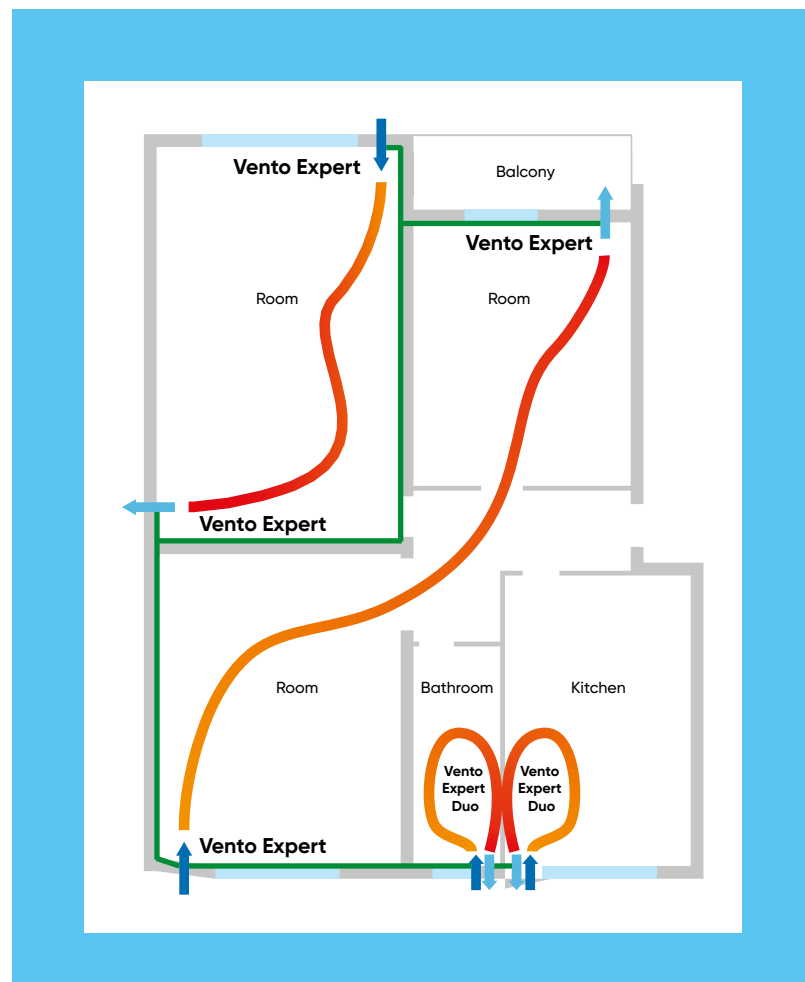 Vento Expert
Balcony
Vento Expert
Room
Room
Vento Expert
Room
Bathroom
Kitchen
Vento
Expert
Duo
Vento
Expert
Duo
Vento Expert